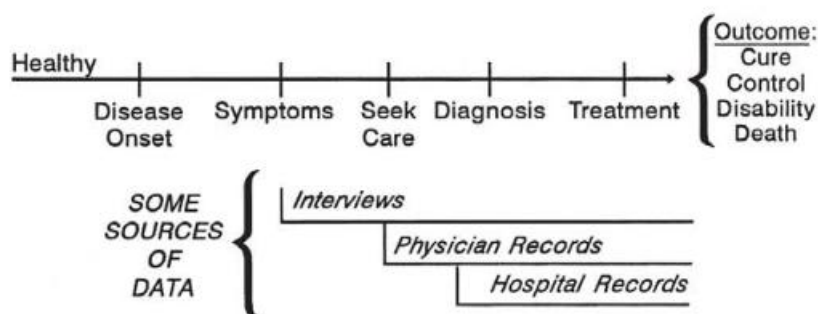 Healthy
Disease
Onset
Symptoms
Seek
Care
Diagnosis
Treatment
Outcome:
Cure
Control
Disability
Death
SOME
SOURCES
OF
DATA
Interviews
Physician Records
Hospital Records